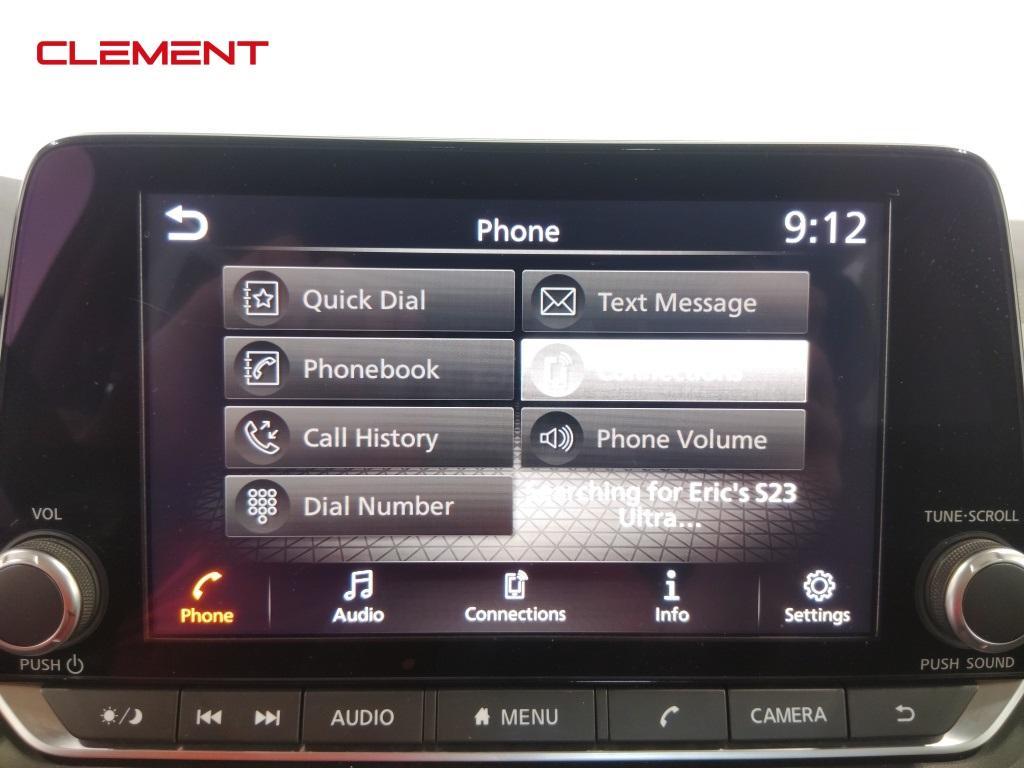 CLEMENT
Phone
9:12
Quick Dial
Text Message
Phonebook
Connections
Call History
Phone Volume
Dial Number
Searching for Eric's S23
Ultra...
Phone
Audio
Connections
Info
Settings
VOL
TUNE·SCROLL
PUSH
PUSH SOUND
AUDIO
MENU
CAMERA